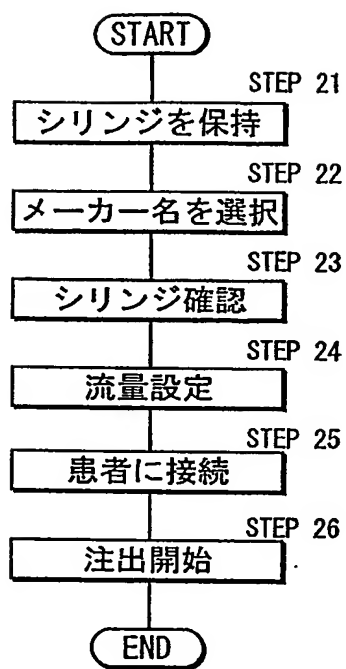 START
STEP 21
シリンジを保持
STEP 22
メーカー名を選択
STEP 23
シリンジ確認
STEP 24
流量設定
STEP 25
患者に接続
STEP 26
注出開始
END